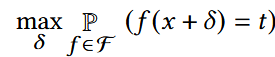 max ℙ (f(x + δ) = t)
δ f∈ℱ